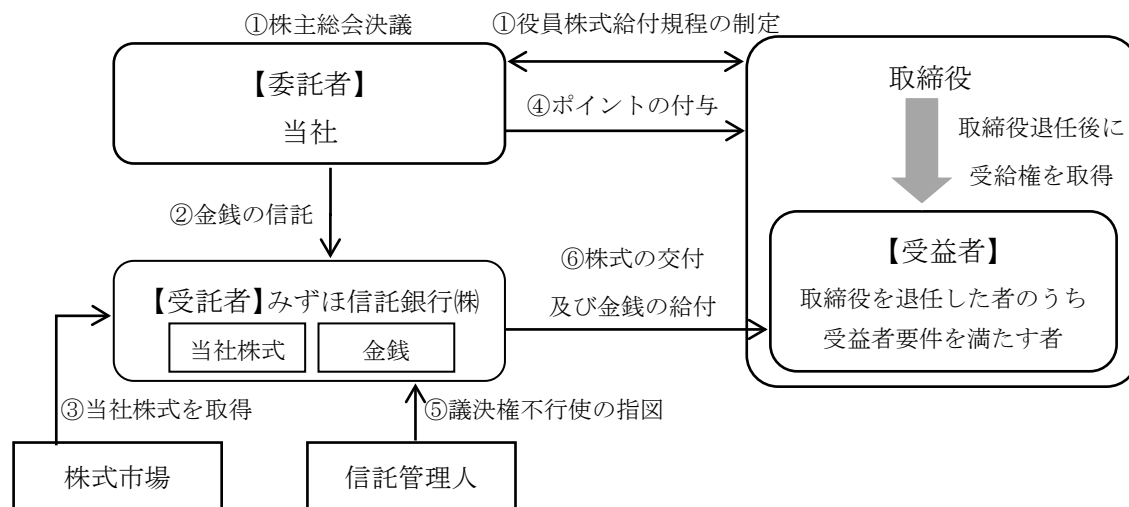 ①株主総会決議
①役員株式給付規程の制定
【委託者】
当社
取締役
④ポイントの付与
取締役退任後に
受給権を取得
②金銭の信託
【受託者】みずほ信託銀行㈱
当社株式
金銭
⑥株式の交付
及び金銭の給付
【受益者】
取締役を退任した者のうち
受益者要件を満たす者
③当社株式を取得
⑤議決権不行使の指図
株式市場
信託管理人